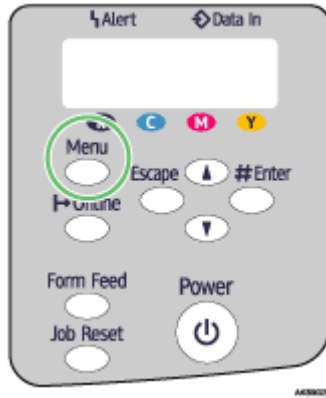 Alert Data In
C M Y
Menu
Escape # Enter
Online
Form Feed Power
Job Reset